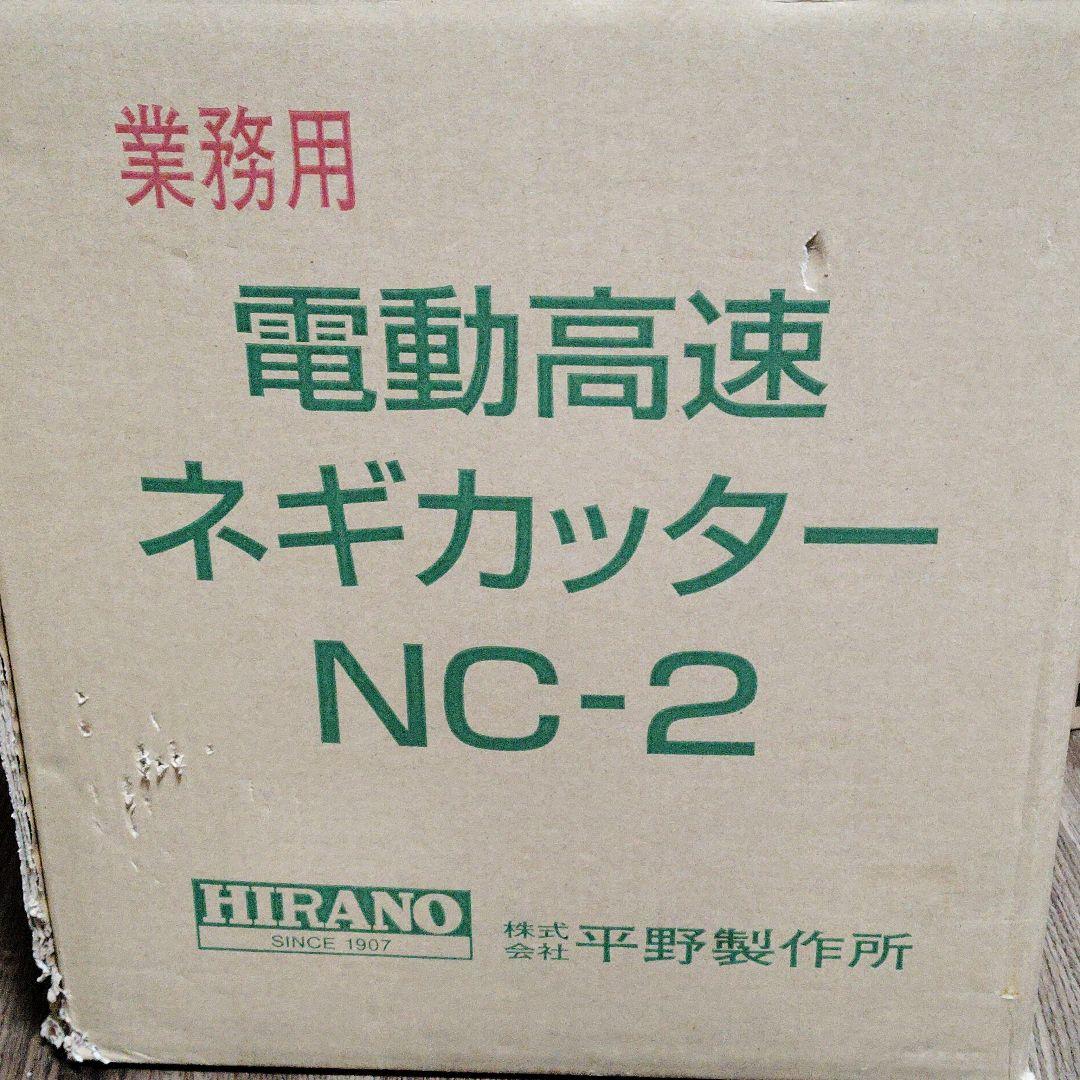 業務用
電動高速
ネギカッター
NC-2
HIRANO
SINCE 1907
株式会社 平野製作所